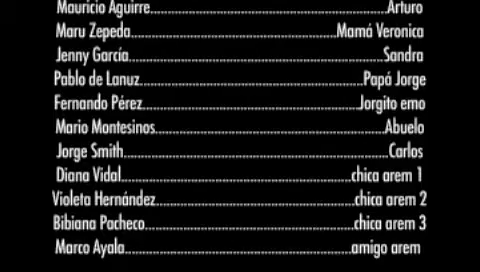 Mauricio Aguirre....................Arturo
Maru Zepeda....................Mamá Veronica
Jenny García....................Sandra
Pablo de Lanuz....................Papá Jorge
Fernando Pérez....................Jorgito emo
Mario Montesinos....................Abuelo
Jorge Smith....................Carlos
Diana Vidal....................chica arem 1
Violeta Hernández....................chica arem 2
Bibiana Pacheco....................chica arem 3
Marco Ayala....................amigo arem